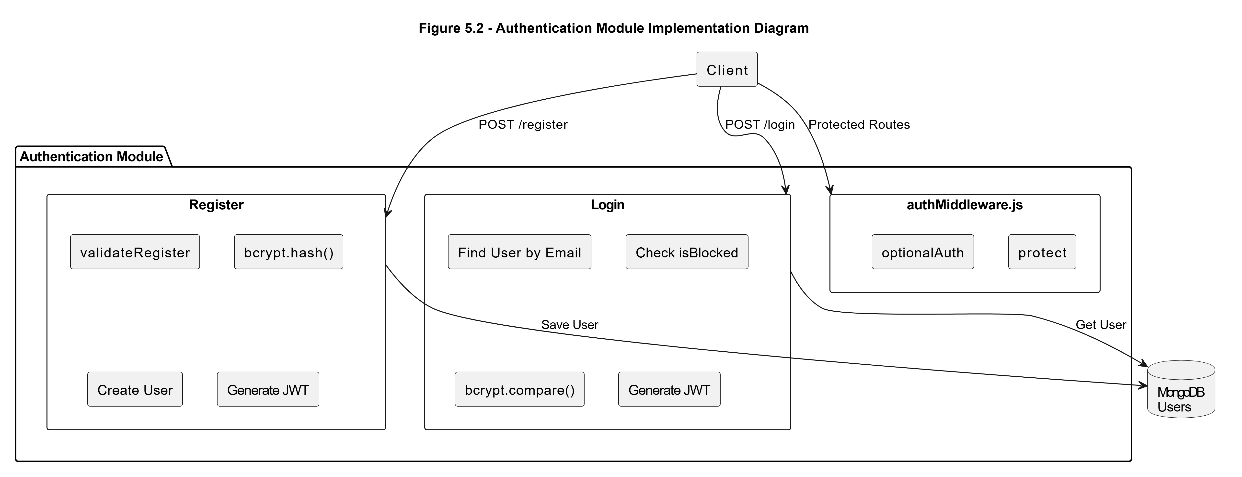 Figure 5.2 - Authentication Module Implementation Diagram
Client
POST /register
POST /login
Protected Routes
Authentication Module
Register
validateRegister
bcrypt.hash()
Create User
Generate JWT
Login
Find User by Email
Check isBlocked
bcrypt.compare()
Generate JWT
authMiddleware.js
optionalAuth
protect
Save User
Get User
MongoDB
Users